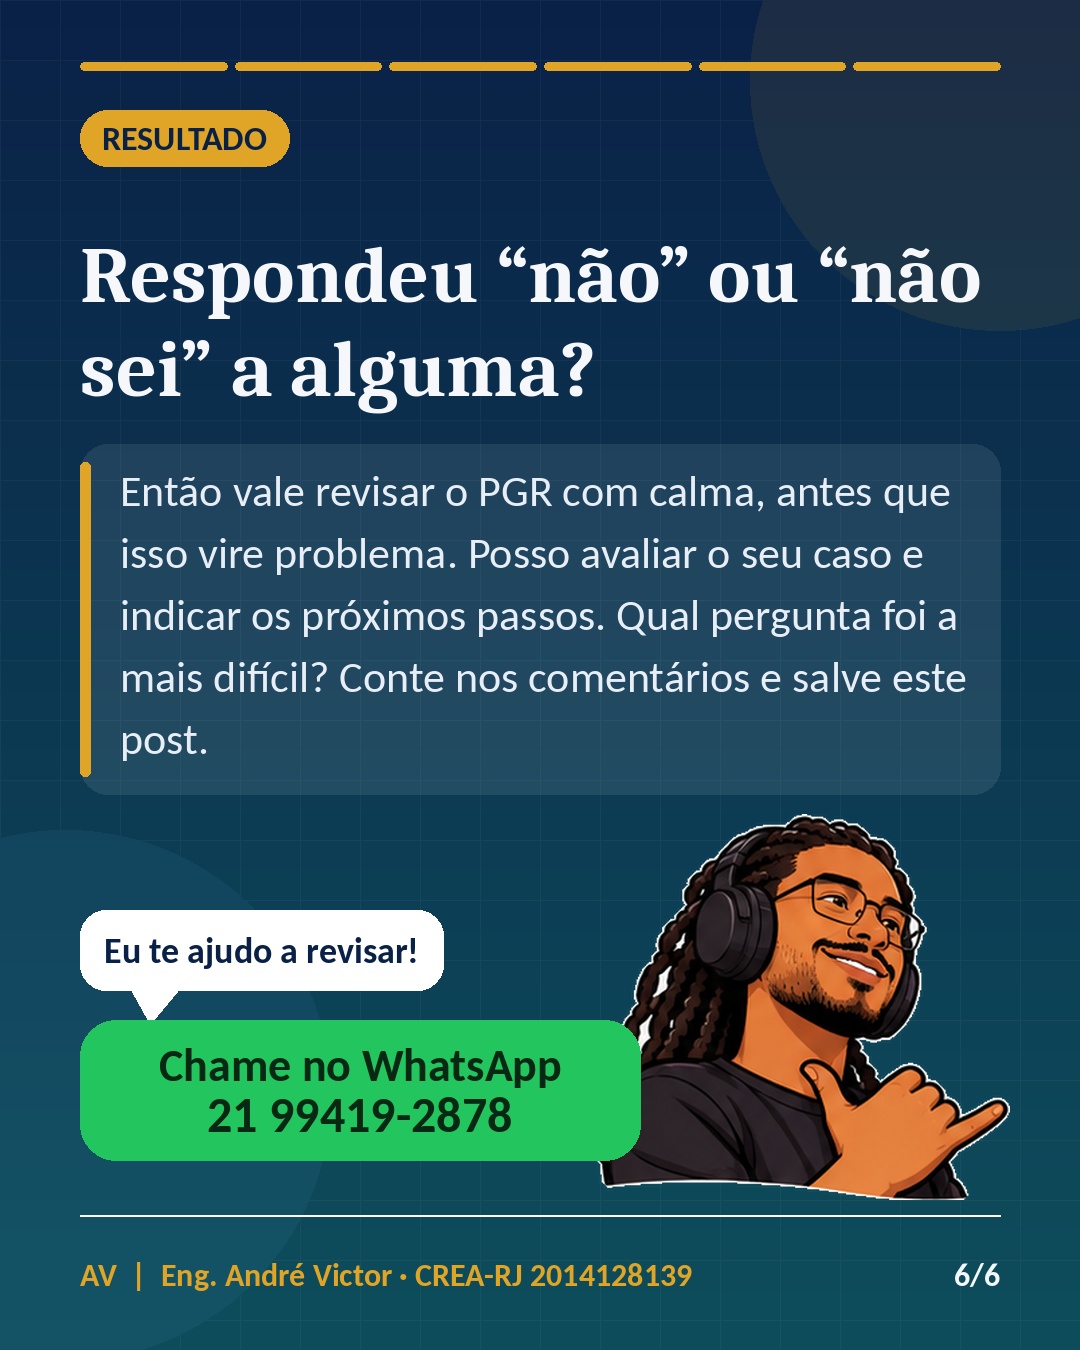 RESULTADO
Respondeu “não” ou “não
sei” a alguma?
Então vale revisar o PGR com calma, antes que
isso vire problema. Posso avaliar o seu caso e
indicar os próximos passos. Qual pergunta foi a
mais difícil? Conte nos comentários e salve este
post.
Eu te ajudo a revisar!
Chame no WhatsApp
21 99419-2878
AV | Eng. André Victor · CREA-RJ 2014128139
6/6